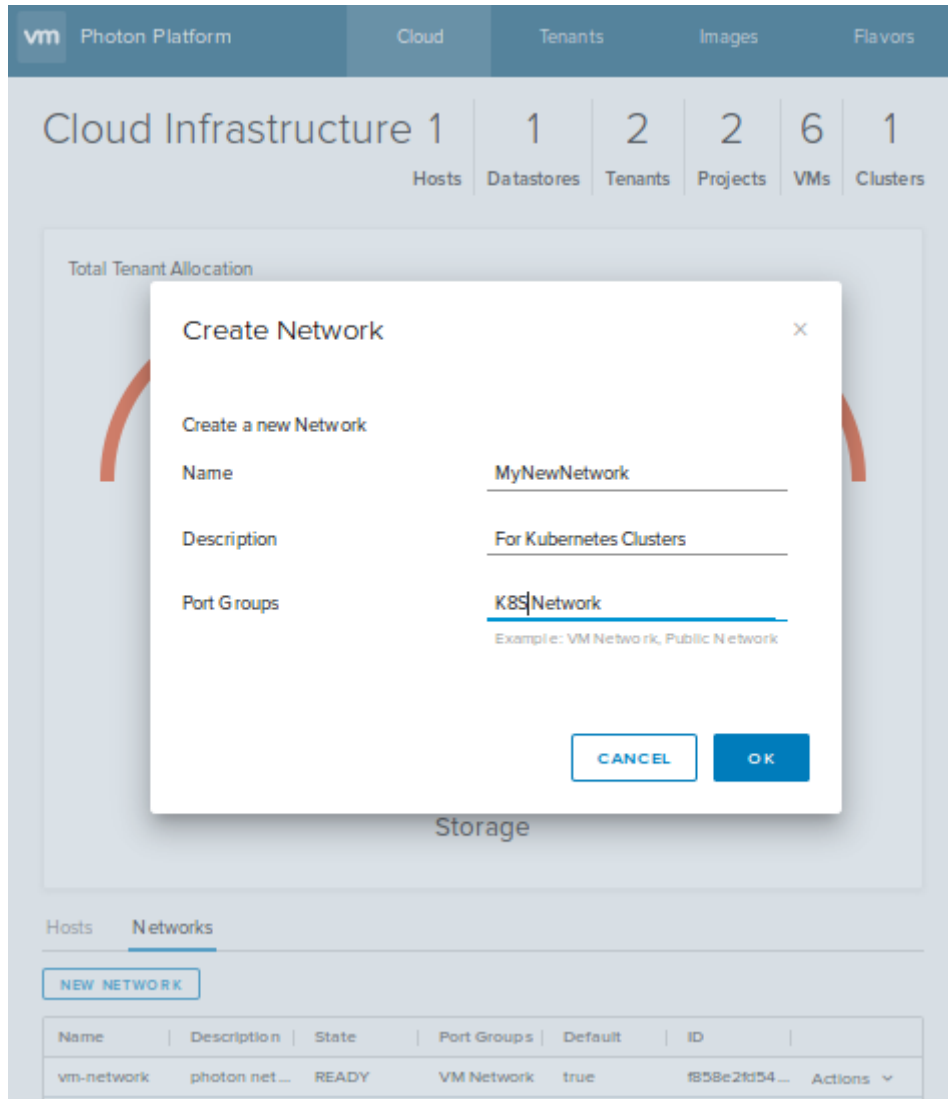 vm Photon Platform Cloud Tenants Images Flavors
Cloud Infrastructure 1 1 2 2 6 1
Hosts Datastores Tenants Projects VMs Clusters
Total Tenant Allocation
Create Network ×
Create a new Network
Name MyNewNetwork
Description For Kubernetes Clusters
Port Groups K8SNetwork
Example: VM Network, Public Network
CANCEL OK
Storage
Hosts Networks
NEW NETWORK
Name Description State Port Groups Default ID
vm-network photon net... READY VM Network true f858e2fd54... Actions